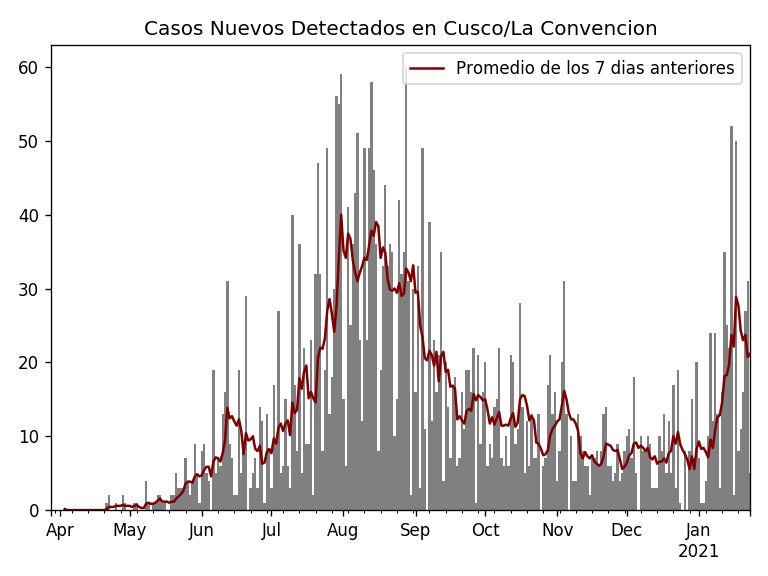 Casos Nuevos Detectados en Cusco/La Convencion
Promedio de los 7 dias anteriores
60
50
40
30
20
10
0
Apr May Jun Jul Aug Sep Oct Nov Dec Jan
2021